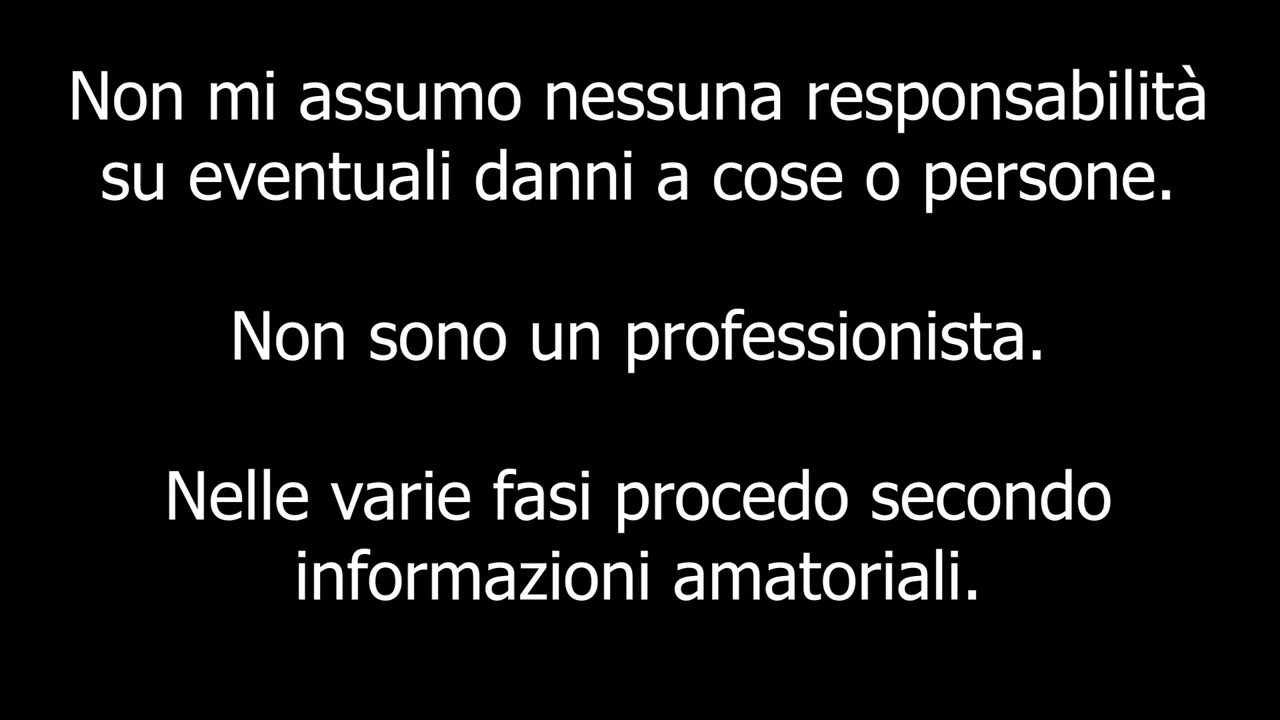 Non mi assumo nessuna responsabilità
su eventuali danni a cose o persone.
Non sono un professionista.
Nelle varie fasi procedo secondo
informazioni amatoriali.